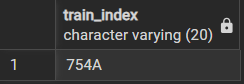 train_index
character varying (20)
1 754A